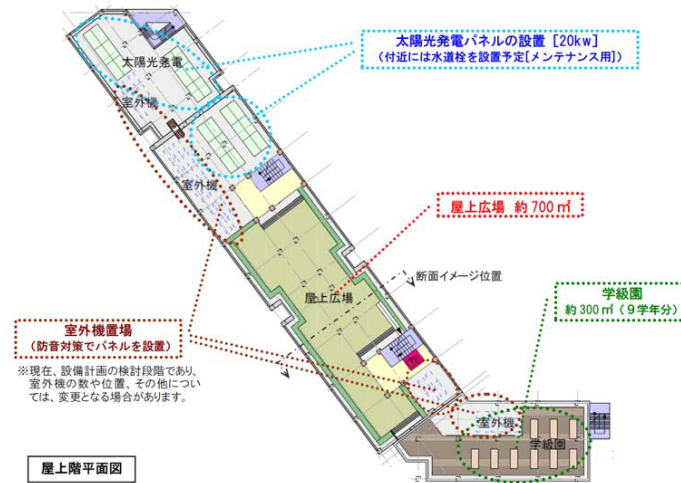 太陽光発電パネルの設置［20kw］
（付近には水道栓を設置予定[メンテナンス用]）
太陽光発電
室外機
室外機
屋上広場 約700㎡
断面イメージ位置
屋上広場
学級園
約300㎡（９学年分）
室外機置場
（防音対策でパネルを設置）
※現在、設備計画の検討段階であり、
室外機の数や位置、その他につい
ては、変更となる場合があります。
室外機
学級園
屋上階平面図